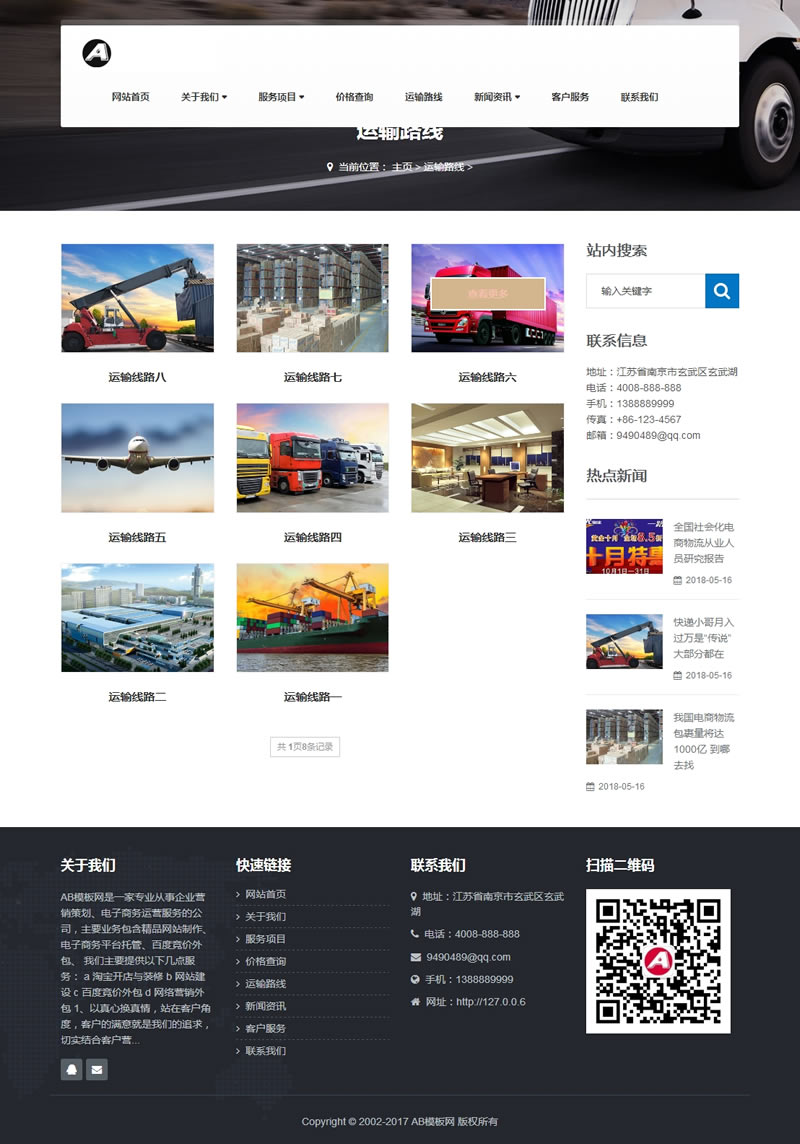 A
网站首页 关于我们 服务项目 价格查询 运输路线 新闻资讯 客户服务 联系我们
运输路线
当前位置： 主页 > 运输路线 >
查看更多
运输线路八 运输线路七 运输线路六
运输线路五 运输线路四 运输线路三
运输线路二 运输线路一
共 1页8条记录
站内搜索
输入关键字
联系信息
地址：江苏省南京市玄武区玄武湖
电话：4008-888-888
手机：1388889999
传真：+86-123-4567
邮箱：9490489@qq.com
热点新闻
十月特惠
10月1日—31日
全国社会化电
商物流从业人
员研究报告
2018-05-16
快递小哥月入
过万是“传说”
大部分都在
2018-05-16
我国电商物流
包裹量将达
1000亿 到哪
去找
2018-05-16
关于我们
AB模板网是一家专业从事企业营
销策划、电子商务运营服务的公
司，主要业务包含精品网站制作、
电子商务平台托管、百度竞价外
包、 我们主要提供以下几点服
务： a 淘宝开店与装修 b 网站建
设 c 百度竞价外包 d 网络营销外
包 1、以真心换真情，站在客户角
度，客户的满意就是我们的追求，
切实结合客户营...
快速链接
网站首页
关于我们
服务项目
价格查询
运输路线
新闻资讯
客户服务
联系我们
联系我们
地址：江苏省南京市玄武区玄武
湖
电话：4008-888-888
9490489@qq.com
手机：1388889999
网址：http://127.0.0.6
扫描二维码
A
Copyright © 2002-2017 AB模板网 版权所有